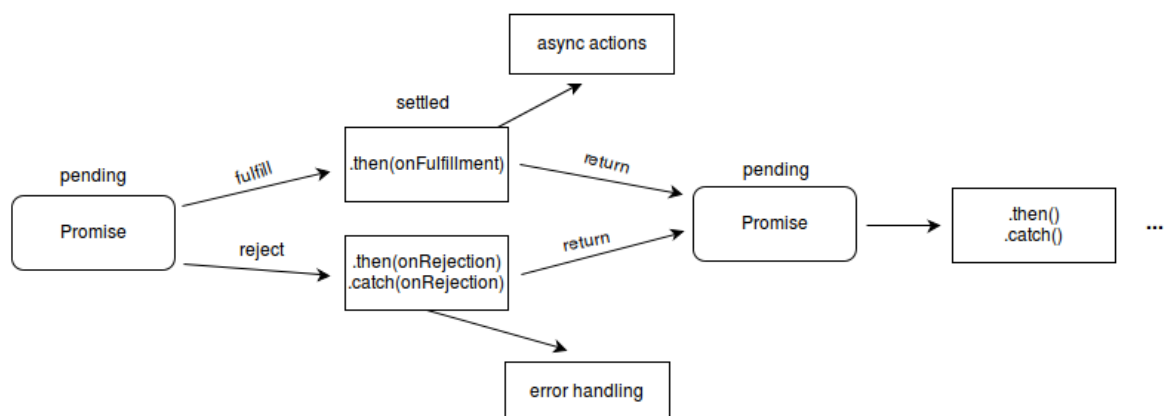 async actions
settled
.then(onFulfillment)
pending
fulfill
return
pending
Promise
Promise
.then()
.catch()
...
reject
.then(onRejection)
.catch(onRejection)
return
error handling